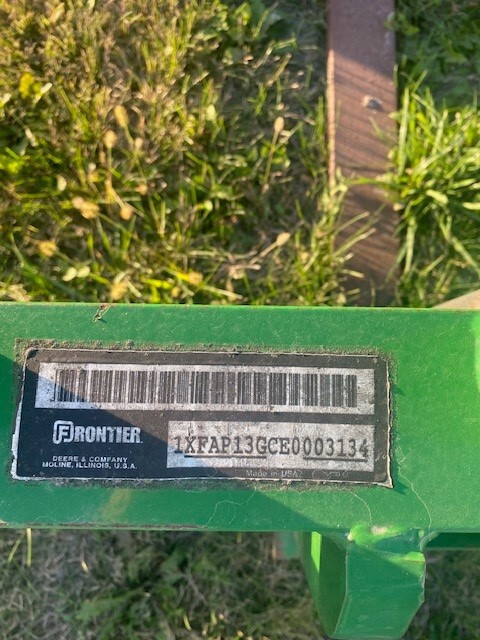 FRONTIER
1XFAP13GCE0003134
DEERE & COMPANY
MOLINE, ILLINOIS, U.S.A.
Made in USA